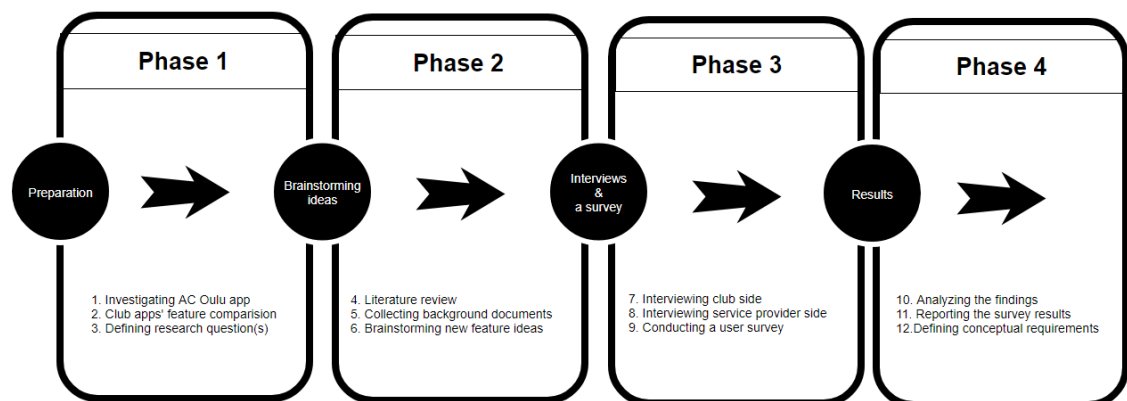 Phase 1
Phase 2
Phase 3
Phase 4
Preparation
Brainstorming
ideas
Interviews
&
a survey
Results
1. Investigating AC Oulu app
2. Club apps' feature comparision
3. Defining research question(s)
4. Literature review
5. Collecting background documents
6. Brainstorming new feature ideas
7. Interviewing club side
8. Interviewing service provider side
9. Conducting a user survey
10. Analyzing the findings
11. Reporting the survey results
12.Defining conceptual requirements